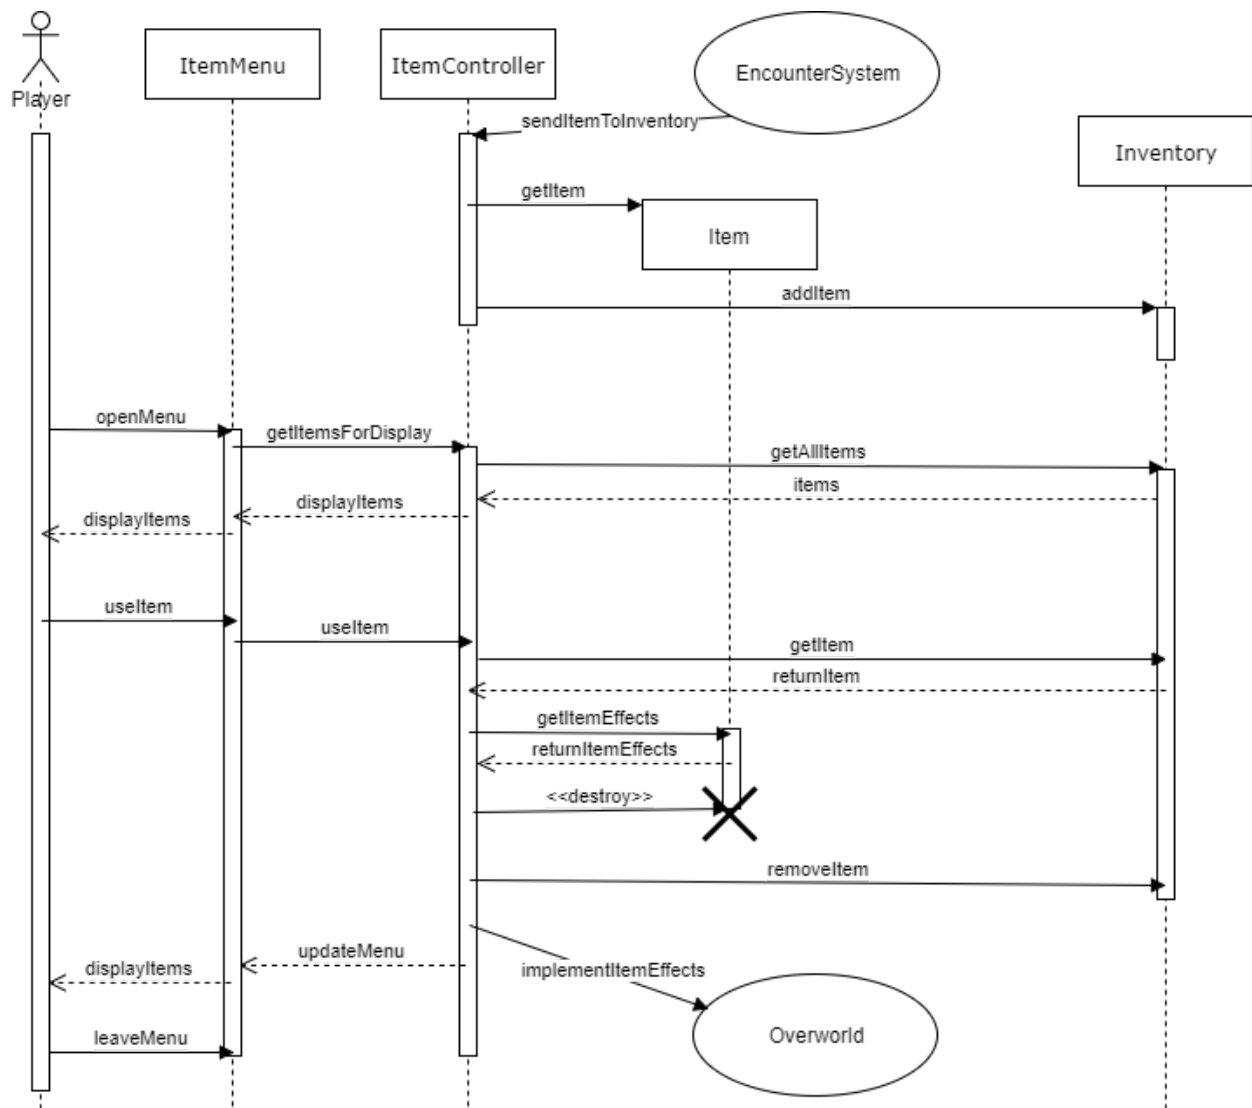 Player
ItemMenu
ItemController
EncounterSystem
sendItemToInventory
Inventory
getItem
Item
addItem
openMenu
getItemsForDisplay
getAllItems
items
displayItems
displayItems
useItem
useItem
getItem
returnItem
getItemEffects
returnItemEffects
<<destroy>>
removeItem
updateMenu
displayItems
implementItemEffects
leaveMenu
Overworld